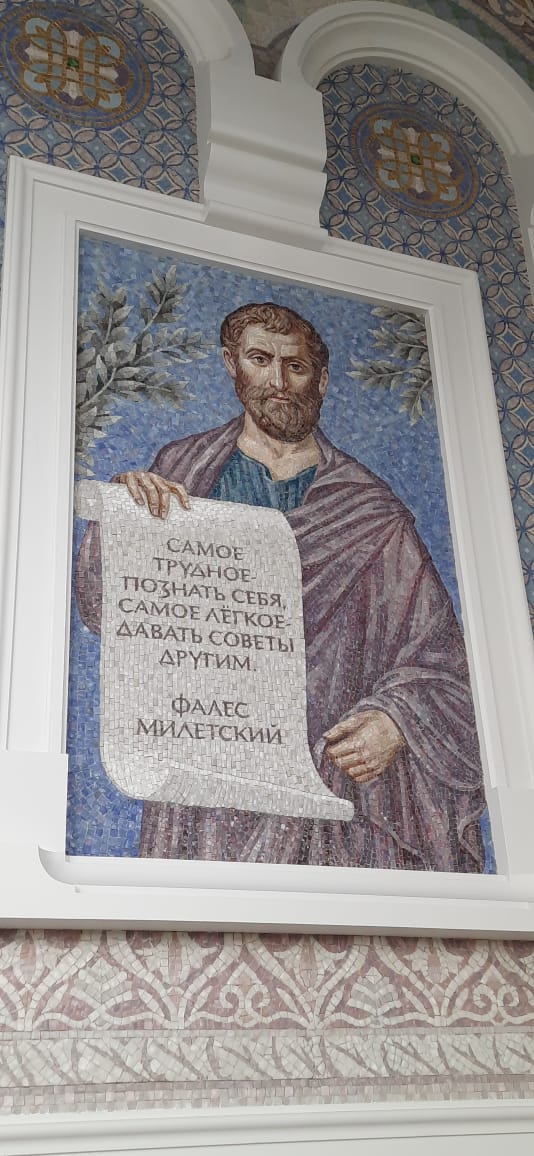 САМОЕ
ТРУДНОЕ-
ПОЗНАТЬ СЕБЯ,
САМОЕ ЛЁГКОЕ-
ДАВАТЬ СОВЕТЫ
ДРУГИМ.
ФАЛЕС
МИЛЕТСКИЙ